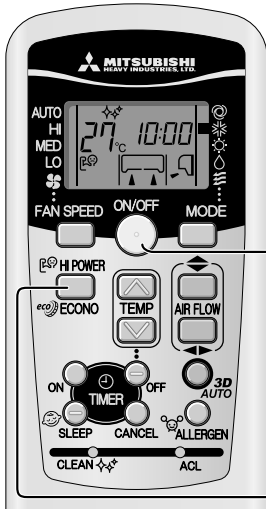 MITSUBISHI
HEAVY INDUSTRIES, LTD.
AUTO
HI
MED
LO
27°C 10:00
FAN SPEED ON/OFF MODE
HI POWER
eco ECONO
TEMP
AIR FLOW
ON OFF
TIMER
3D
AUTO
SLEEP CANCEL ALLERGEN
CLEAN ACL